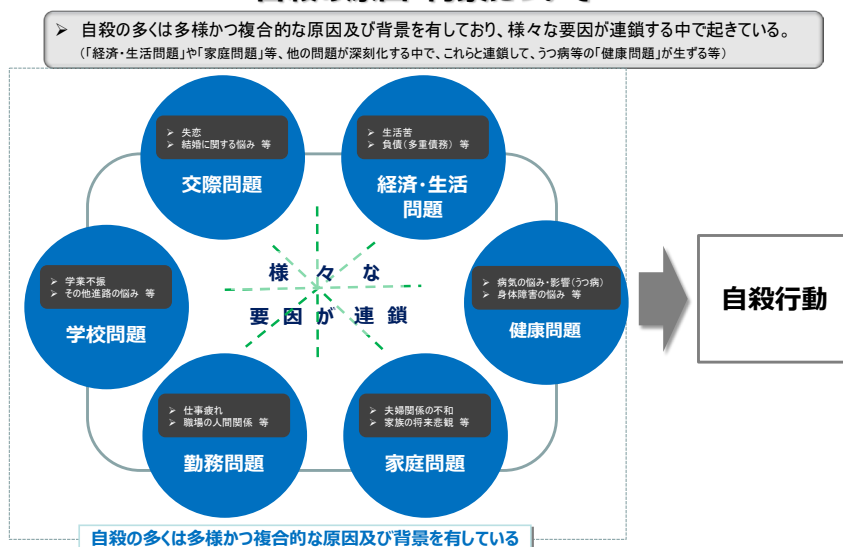 ➢ 自殺の多くは多様かつ複合的な原因及び背景を有しており、様々な要因が連鎖する中で起きている。
(「経済・生活問題」や「家庭問題」等、他の問題が深刻化する中で、これらと連鎖して、うつ病等の「健康問題」が生ずる等)
➢ 失恋
➢ 結婚に関する悩み 等
交際問題
➢ 生活苦
➢ 負債(多重債務) 等
経済・生活
問題
➢ 学業不振
➢ その他進路の悩み 等
学校問題
様々な
要因が連鎖
➢ 病気の悩み・影響(うつ病)
➢ 身体障害の悩み 等
健康問題
自殺行動
➢ 仕事疲れ
➢ 職場の人間関係 等
勤務問題
➢ 夫婦関係の不和
➢ 家族の将来悲観 等
家庭問題
自殺の多くは多様かつ複合的な原因及び背景を有している